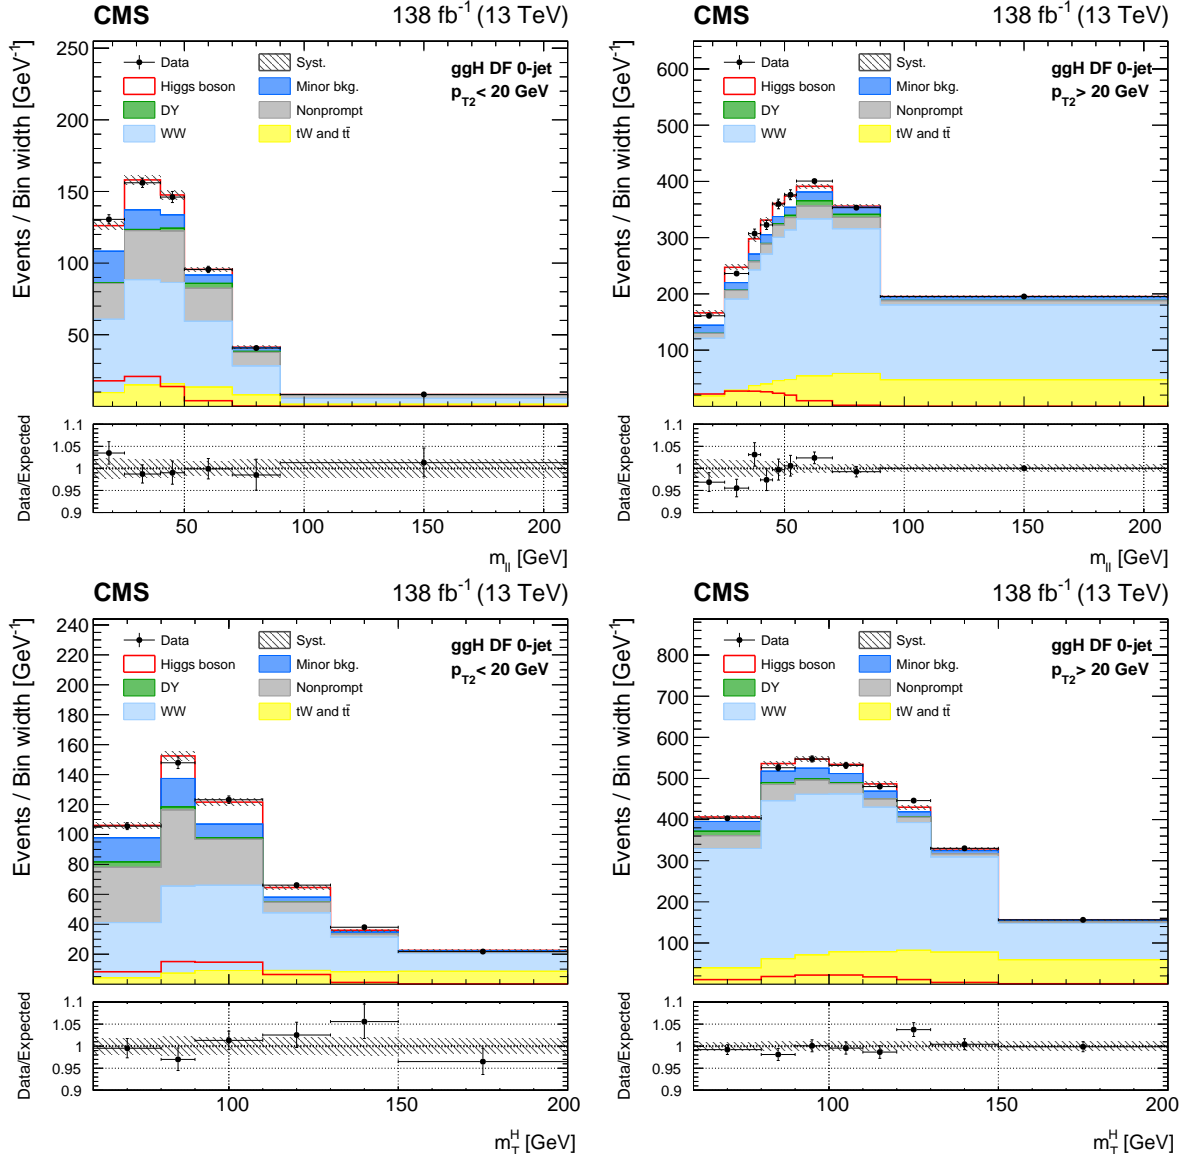 CMS 138 fb⁻¹ (13 TeV)
Events / Bin width [GeV⁻¹]
250
200
150
100
50
Data
Higgs boson
DY
WW
Syst.
Minor bkg.
Nonprompt
tW and tt̄
ggH DF 0-jet
p_T2 < 20 GeV
Data/Expected
1.1
1.05
1
0.95
0.9
50 100 150 200
m_ll [GeV]
CMS 138 fb⁻¹ (13 TeV)
Events / Bin width [GeV⁻¹]
600
500
400
300
200
100
Data
Higgs boson
DY
WW
Syst.
Minor bkg.
Nonprompt
tW and tt̄
ggH DF 0-jet
p_T2 > 20 GeV
Data/Expected
1.1
1.05
1
0.95
0.9
50 100 150 200
m_ll [GeV]
CMS 138 fb⁻¹ (13 TeV)
Events / Bin width [GeV⁻¹]
240
220
200
180
160
140
120
100
80
60
40
20
Data
Higgs boson
DY
WW
Syst.
Minor bkg.
Nonprompt
tW and tt̄
ggH DF 0-jet
p_T2 < 20 GeV
Data/Expected
1.1
1.05
1
0.95
0.9
100 150 200
m_T^H [GeV]
CMS 138 fb⁻¹ (13 TeV)
Events / Bin width [GeV⁻¹]
800
700
600
500
400
300
200
100
Data
Higgs boson
DY
WW
Syst.
Minor bkg.
Nonprompt
tW and tt̄
ggH DF 0-jet
p_T2 > 20 GeV
Data/Expected
1.1
1.05
1
0.95
0.9
100 150 200
m_T^H [GeV]